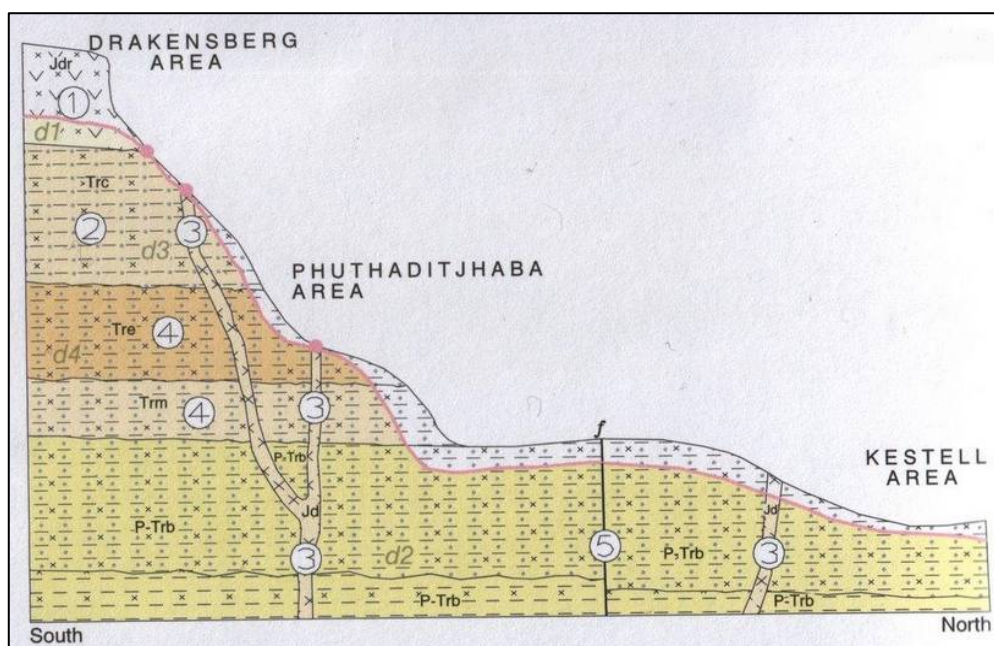 DRAKENSBERG
AREA
Jdr
1
d1
Trc
2
3
d3
PHUTHADITJHABA
AREA
Tre
4
d4
Trm
4
3
f
KESTELL
AREA
P-Trb
Jd
Jd
P-Trb
3
d2
5
P-Trb
3
P-Trb
P-Trb
South
North